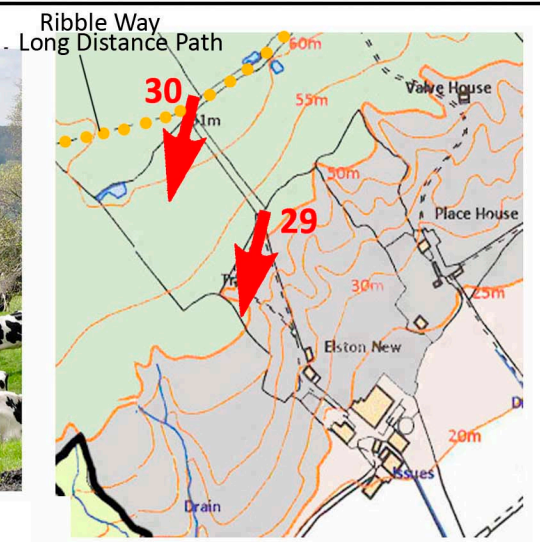 Ribble Way
Long Distance Path
60m
30
Valve House
55m
1m
50m
29
Place House
Tr
30m
25m
Elston New
D
20m
Issues
Drain